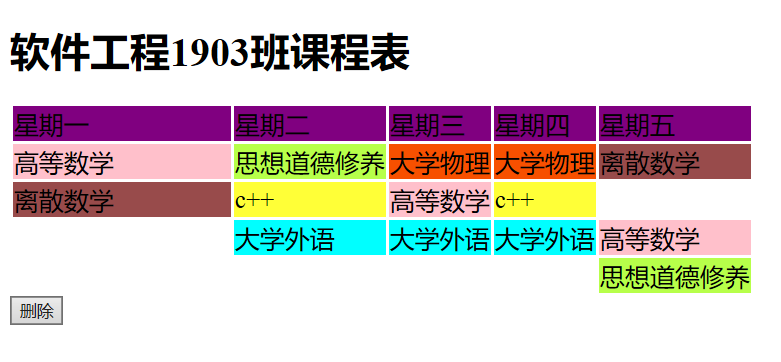 软件工程1903班课程表
星期一 星期二 星期三 星期四 星期五
高等数学 思想道德修养 大学物理 大学物理 离散数学
离散数学 c++ 高等数学 c++
大学外语 大学外语 大学外语 高等数学
思想道德修养
删除